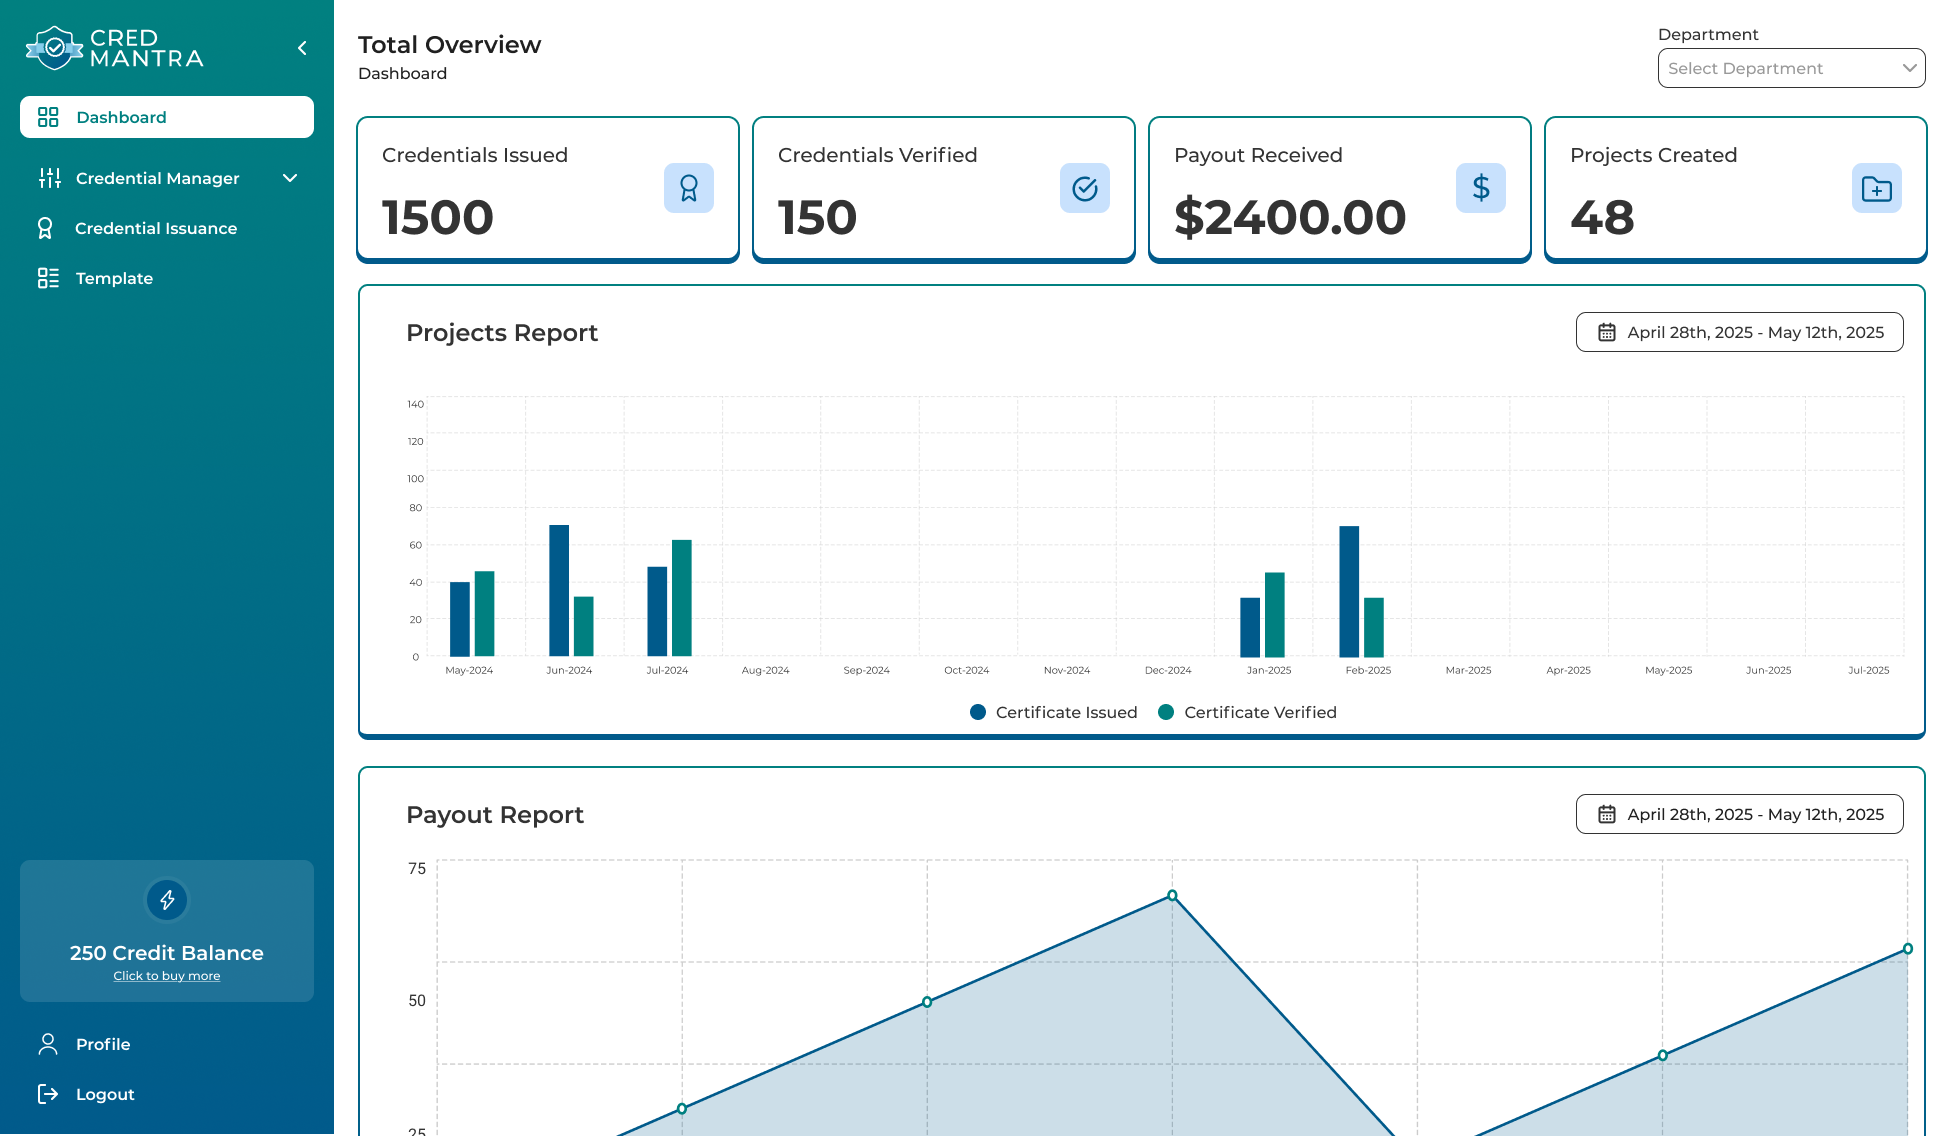 CRED
MANTRA
Dashboard
Credential Manager
Credential Issuance
Template
250 Credit Balance
Click to buy more
Profile
Logout
Total Overview
Dashboard
Department
Select Department
Credentials Issued
1500
Credentials Verified
150
Payout Received
$2400.00
Projects Created
48
Projects Report
April 28th, 2025 - May 12th, 2025
140
120
100
80
60
40
20
0
May-2024 Jun-2024 Jul-2024 Aug-2024 Sep-2024 Oct-2024 Nov-2024 Dec-2024 Jan-2025 Feb-2025 Mar-2025 Apr-2025 May-2025 Jun-2025 Jul-2025
Certificate Issued Certificate Verified
Payout Report
April 28th, 2025 - May 12th, 2025
75
50
25